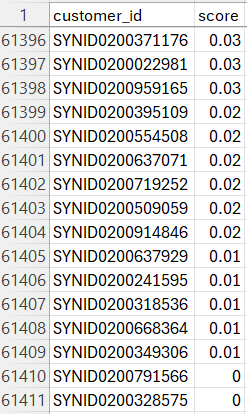 1 customer_id score
61396 SYNID0200371176 0.03
61397 SYNID0200022981 0.03
61398 SYNID0200959165 0.03
61399 SYNID0200395109 0.02
61400 SYNID0200554508 0.02
61401 SYNID0200637071 0.02
61402 SYNID0200719252 0.02
61403 SYNID0200509059 0.02
61404 SYNID0200914846 0.02
61405 SYNID0200637929 0.01
61406 SYNID0200241595 0.01
61407 SYNID0200318536 0.01
61408 SYNID0200668364 0.01
61409 SYNID0200349306 0.01
61410 SYNID0200791566 0
61411 SYNID0200328575 0